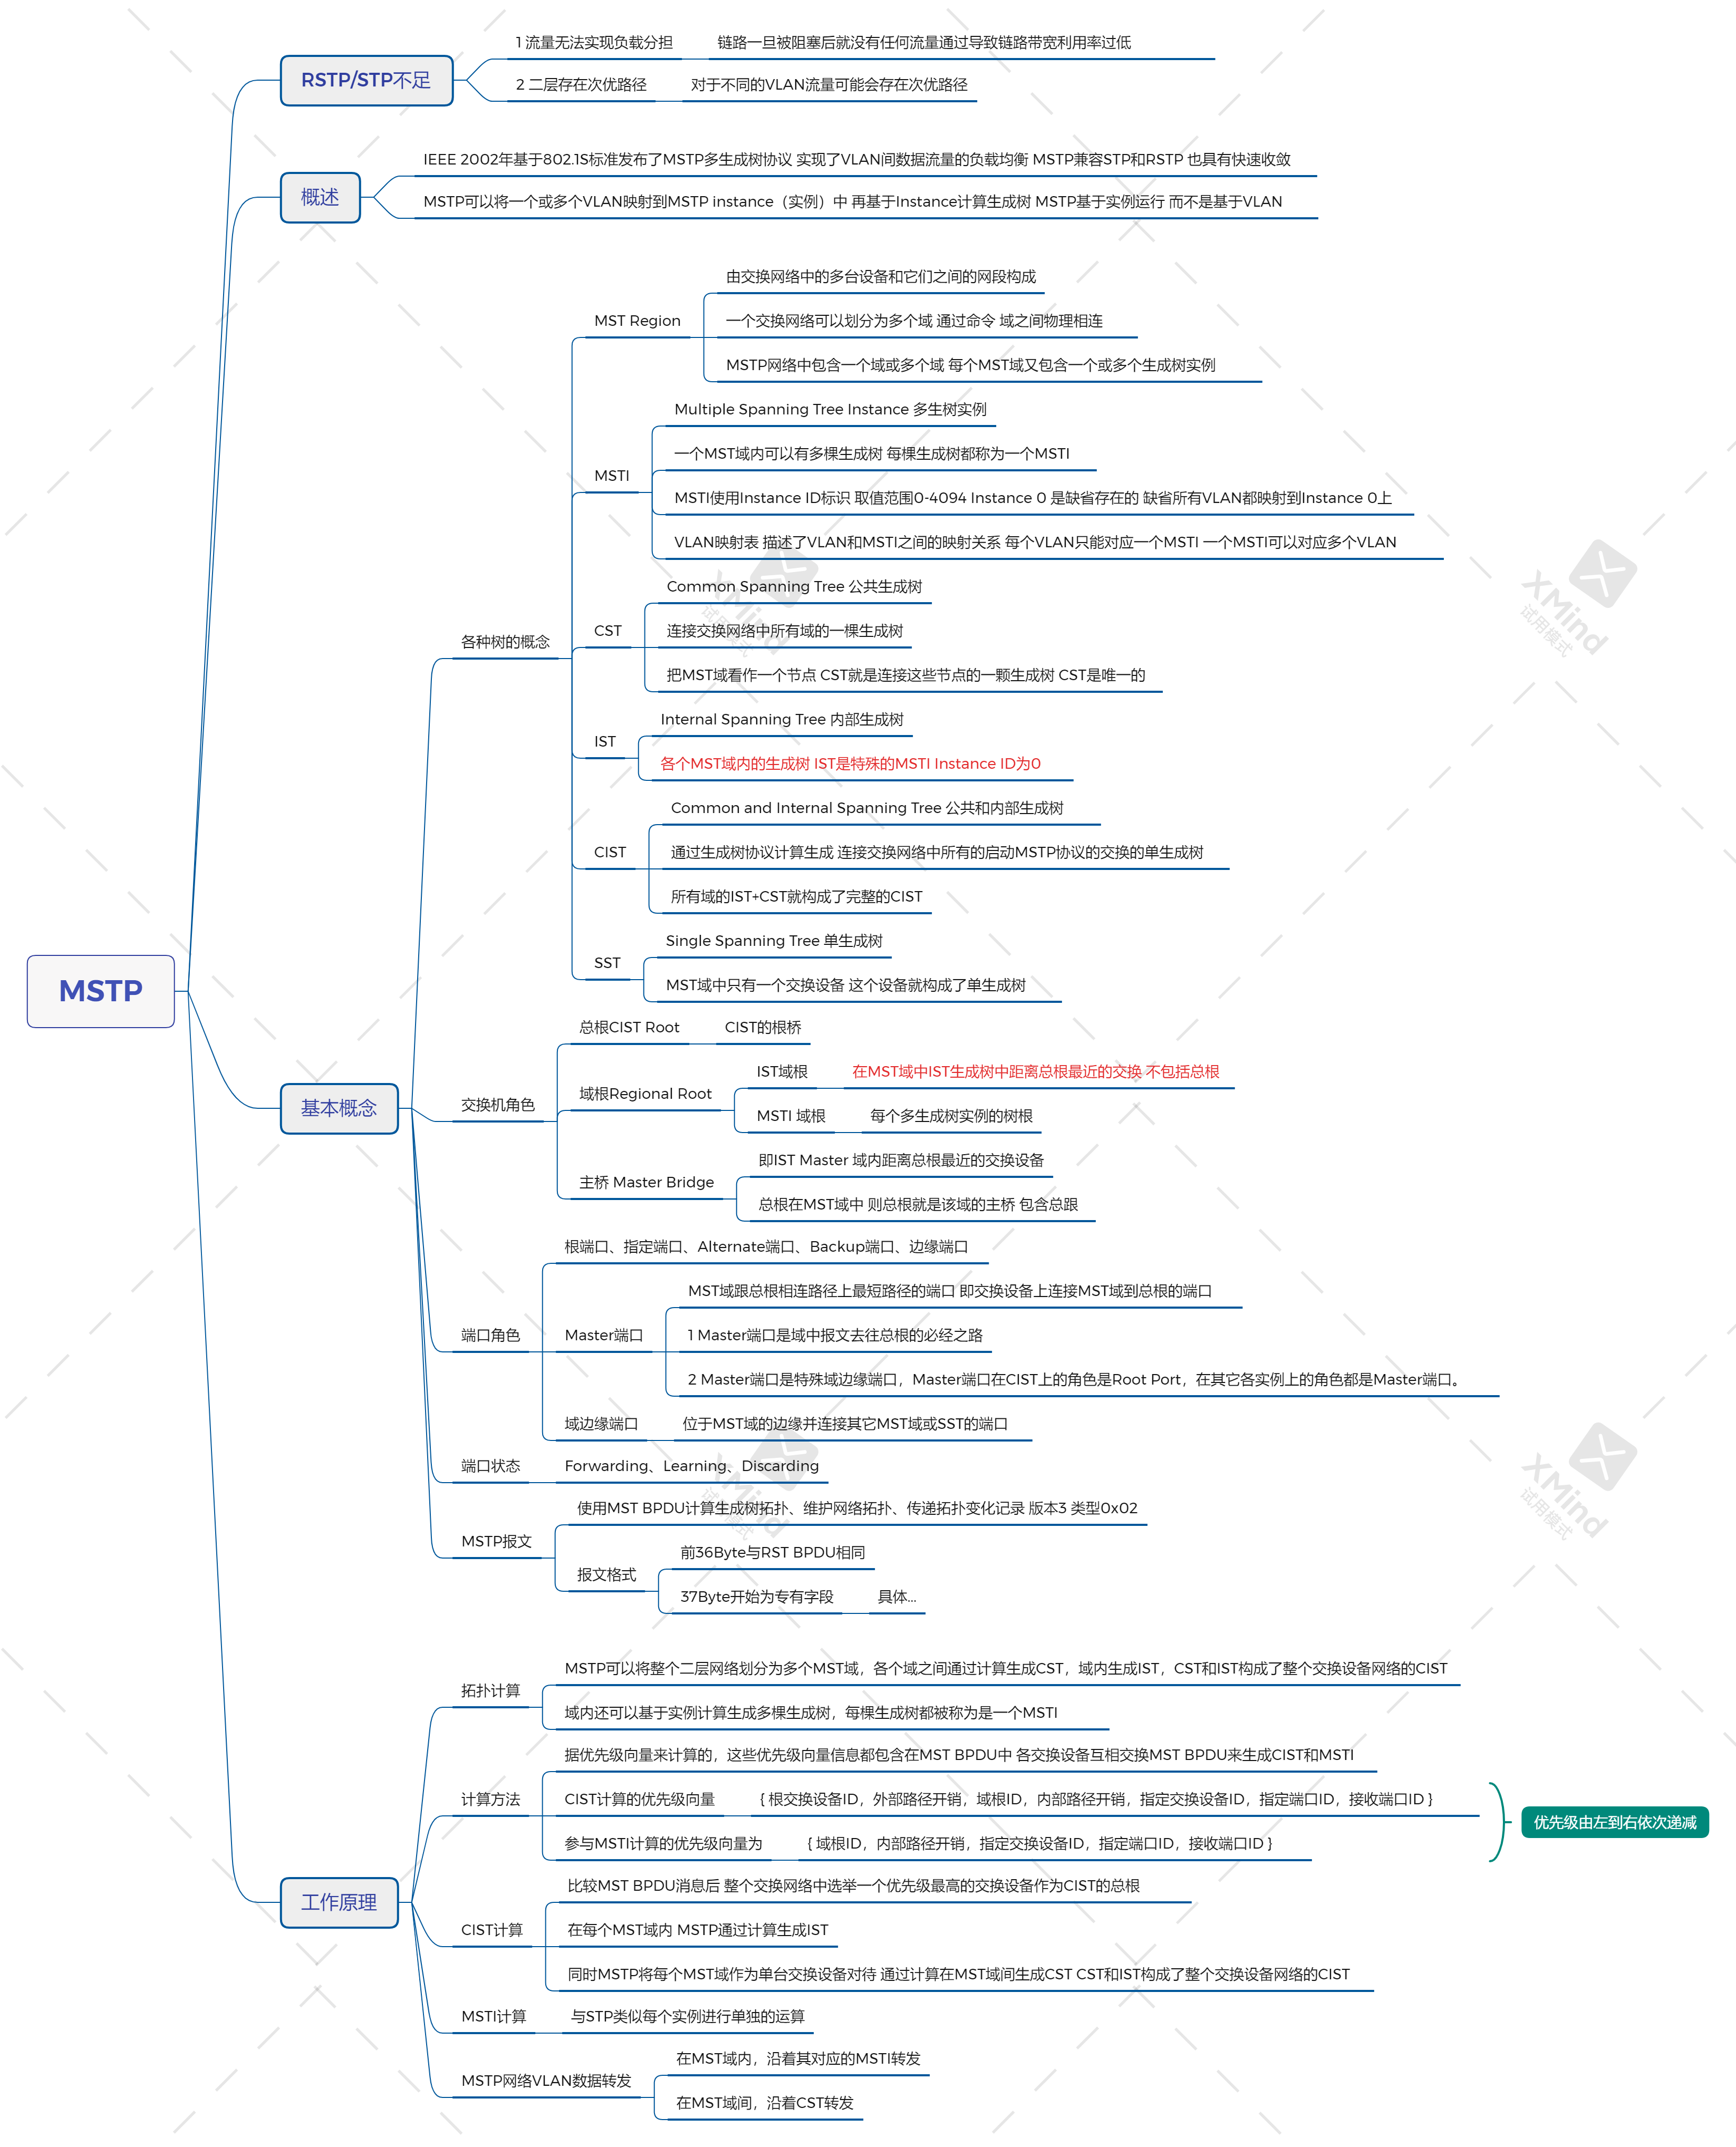 RSTP/STP不足
1 流量无法实现负载分担
链路一旦被阻塞后就没有任何流量通过导致链路带宽利用率过低
2 二层存在次优路径
对于不同的VLAN流量可能会存在次优路径
概述
IEEE 2002年基于802.1S标准发布了MSTP多生成树协议 实现了VLAN间数据流量的负载均衡 MSTP兼容STP和RSTP 也具有快速收敛
MSTP可以将一个或多个VLAN映射到MSTP instance（实例）中 再基于Instance计算生成树 MSTP基于实例运行 而不是基于VLAN
MSTP
基本概念
各种树的概念
MST Region
由交换网络中的多台设备和它们之间的网段构成
一个交换网络可以划分为多个域 通过命令 域之间物理相连
MSTP网络中包含一个域或多个域 每个MST域又包含一个或多个生成树实例
MSTI
Multiple Spanning Tree Instance 多生树实例
一个MST域内可以有多棵生成树 每棵生成树都称为一个MSTI
MSTI使用Instance ID标识 取值范围0-4094 Instance 0 是缺省存在的 缺省所有VLAN都映射到Instance 0上
VLAN映射表 描述了VLAN和MSTI之间的映射关系 每个VLAN只能对应一个MSTI 一个MSTI可以对应多个VLAN
CST
Common Spanning Tree 公共生成树
连接交换网络中所有域的一棵生成树
把MST域看作一个节点 CST就是连接这些节点的一颗生成树 CST是唯一的
IST
Internal Spanning Tree 内部生成树
各个MST域内的生成树 IST是特殊的MSTI Instance ID为0
CIST
Common and Internal Spanning Tree 公共和内部生成树
通过生成树协议计算生成 连接交换网络中所有的启动MSTP协议的交换的单生成树
所有域的IST+CST就构成了完整的CIST
SST
Single Spanning Tree 单生成树
MST域中只有一个交换设备 这个设备就构成了单生成树
交换机角色
总根CIST Root
CIST的根桥
域根Regional Root
IST域根
在MST域中IST生成树中距离总根最近的交换 不包括总根
MSTI 域根
每个多生成树实例的树根
主桥 Master Bridge
即IST Master 域内距离总根最近的交换设备
总根在MST域中 则总根就是该域的主桥 包含总跟
端口角色
根端口、指定端口、Alternate端口、Backup端口、边缘端口
Master端口
MST域跟总根相连路径上最短路径的端口 即交换设备上连接MST域到总根的端口
1 Master端口是域中报文去往总根的必经之路
2 Master端口是特殊域边缘端口，Master端口在CIST上的角色是Root Port，在其它各实例上的角色都是Master端口。
域边缘端口
位于MST域的边缘并连接其它MST域或SST的端口
端口状态
Forwarding、Learning、Discarding
MSTP报文
使用MST BPDU计算生成树拓扑、维护网络拓扑、传递拓扑变化记录 版本3 类型0x02
报文格式
前36Byte与RST BPDU相同
37Byte开始为专有字段
具体...
工作原理
拓扑计算
MSTP可以将整个二层网络划分为多个MST域，各个域之间通过计算生成CST，域内生成IST，CST和IST构成了整个交换设备网络的CIST
域内还可以基于实例计算生成多棵生成树，每棵生成树都被称为是一个MSTI
计算方法
据优先级向量来计算的，这些优先级向量信息都包含在MST BPDU中 各交换设备互相交换MST BPDU来生成CIST和MSTI
CIST计算的优先级向量
{ 根交换设备ID，外部路径开销，域根ID，内部路径开销，指定交换设备ID，指定端口ID，接收端口ID }
参与MSTI计算的优先级向量为
{ 域根ID，内部路径开销，指定交换设备ID，指定端口ID，接收端口ID }
优先级由左到右依次递减
CIST计算
比较MST BPDU消息后 整个交换网络中选举一个优先级最高的交换设备作为CIST的总根
在每个MST域内 MSTP通过计算生成IST
同时MSTP将每个MST域作为单台交换设备对待 通过计算在MST域间生成CST CST和IST构成了整个交换设备网络的CIST
MSTI计算
与STP类似每个实例进行单独的运算
MSTP网络VLAN数据转发
在MST域内，沿着其对应的MSTI转发
在MST域间，沿着CST转发
XMind
试用模式
XMind
试用模式
XMind
试用模式
XMind
试用模式